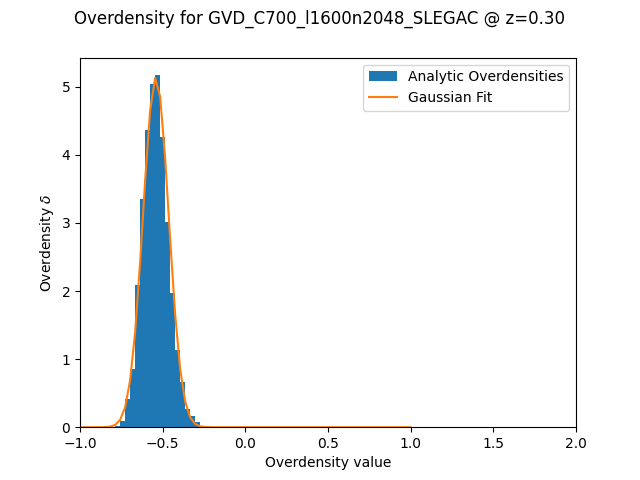 Overdensity for GVD_C700_l1600n2048_SLEGAC @ z=0.30
Analytic Overdensities
Gaussian Fit
Overdensity δ
5
4
3
2
1
0
−1.0 −0.5 0.0 0.5 1.0 1.5 2.0
Overdensity value